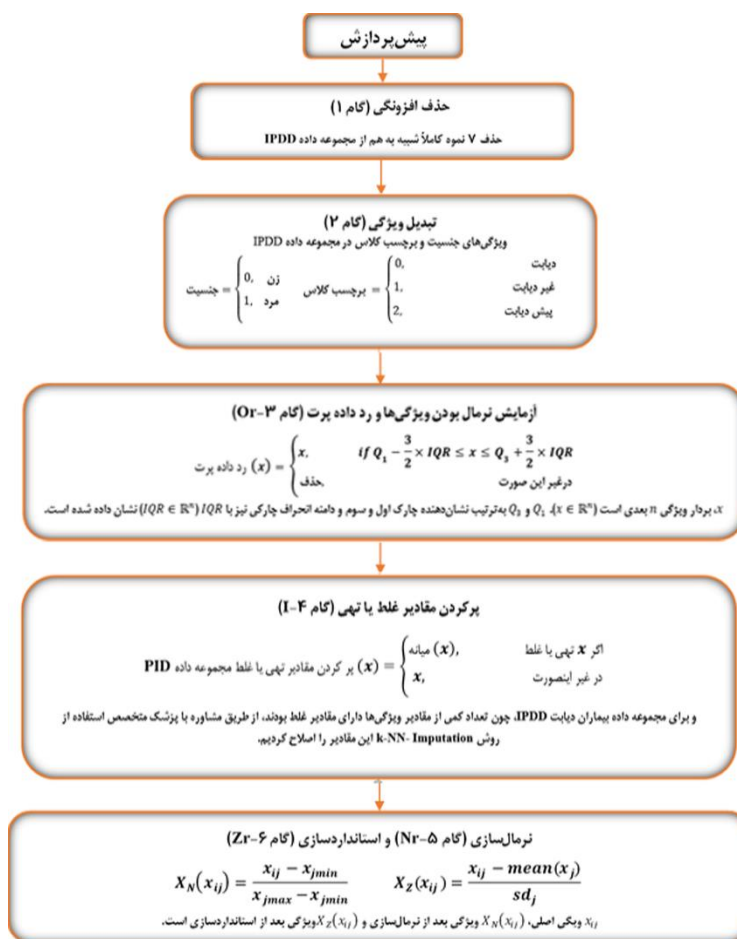 پیش‌پردازش
حذف افزونگی (گام ۱)
حذف ۷ نموه کاملاً شبیه به هم از مجموعه داده IPDD
تبدیل ویژگی (گام ۲)
ویژگی‌های جنسیت و برچسب کلاس در مجموعه داده IPDD
جنسیت = { 0, زن
1, مرد
برچسب کلاس = { 0, دیابت
1, غیر دیابت
2, پیش دیابت
آزمایش نرمال بودن ویژگی‌ها و رد داده پرت (گام ۳-Or)
رد داده پرت (x) = { x, if Q₁ − 3/2 × IQR ≤ x ≤ Q₃ + 3/2 × IQR
حذف, درغیر این صورت
x، بردار ویژگی n بعدی است (x ∈ ℝⁿ). Q₁ و Q₃ به‌ترتیب نشان‌دهنده چارک اول و سوم و دامنه انحراف چارکی نیز با IQR (IQR ∈ ℝⁿ) نشان داده شده است.
پرکردن مقادیر غلط یا تهی (گام ۴-I)
پر کردن مقادیر تهی یا غلط مجموعه داده PID (x) = { میانه (x), اگر x تهی یا غلط
x, در غیر اینصورت
و برای مجموعه داده بیماران دیابت IPDD، چون تعداد کمی از مقادیر ویژگی‌ها دارای مقادیر غلط بودند، از طریق مشاوره با پزشک متخصص استفاده از
روش k-NN- Imputation این مقادیر را اصلاح کردیم.
نرمال‌سازی (گام ۵-Nr) و استانداردسازی (گام ۶-Zr)
X_N(x_ij) = (x_ij − x_jmin) / (x_jmax − x_jmin) X_Z(x_ij) = (x_ij − mean(x_j)) / sd_j
x_ij ویگی اصلی، X_N(x_ij) ویژگی بعد از نرمال‌سازی و X_Z(x_ij) ویژگی بعد از استانداردسازی است.